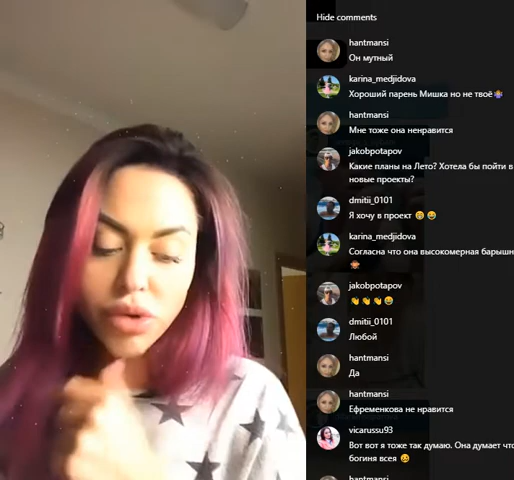 Hide comments
hantmansi
Он мутный
karina_medjidova
Хороший парень Мишка но не твоё
hantmansi
Мне тоже она ненравится
jakobpotapov
Какие планы на Лето? Хотела бы пойти в
новые проекты?
dmitii_0101
Я хочу в проект
karina_medjidova
Согласна что она высокомерная
jakobpotapov
dmitii_0101
Любой
hantmansi
Да
hantmansi
Ефременкова не нравится
vicarussu93
Вот вот я тоже так думаю. Она думает
богиня всея
hantmansi